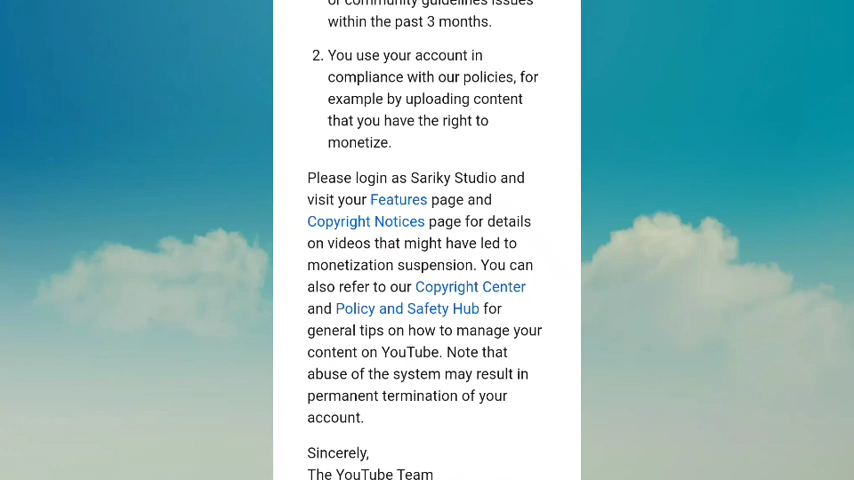 or community guidelines issues
within the past 3 months.
2. You use your account in
compliance with our policies, for
example by uploading content
that you have the right to
monetize.
Please login as Sariky Studio and
visit your Features page and
Copyright Notices page for details
on videos that might have led to
monetization suspension. You can
also refer to our Copyright Center
and Policy and Safety Hub for
general tips on how to manage your
content on YouTube. Note that
abuse of the system may result in
permanent termination of your
account.
Sincerely,
The YouTube Team